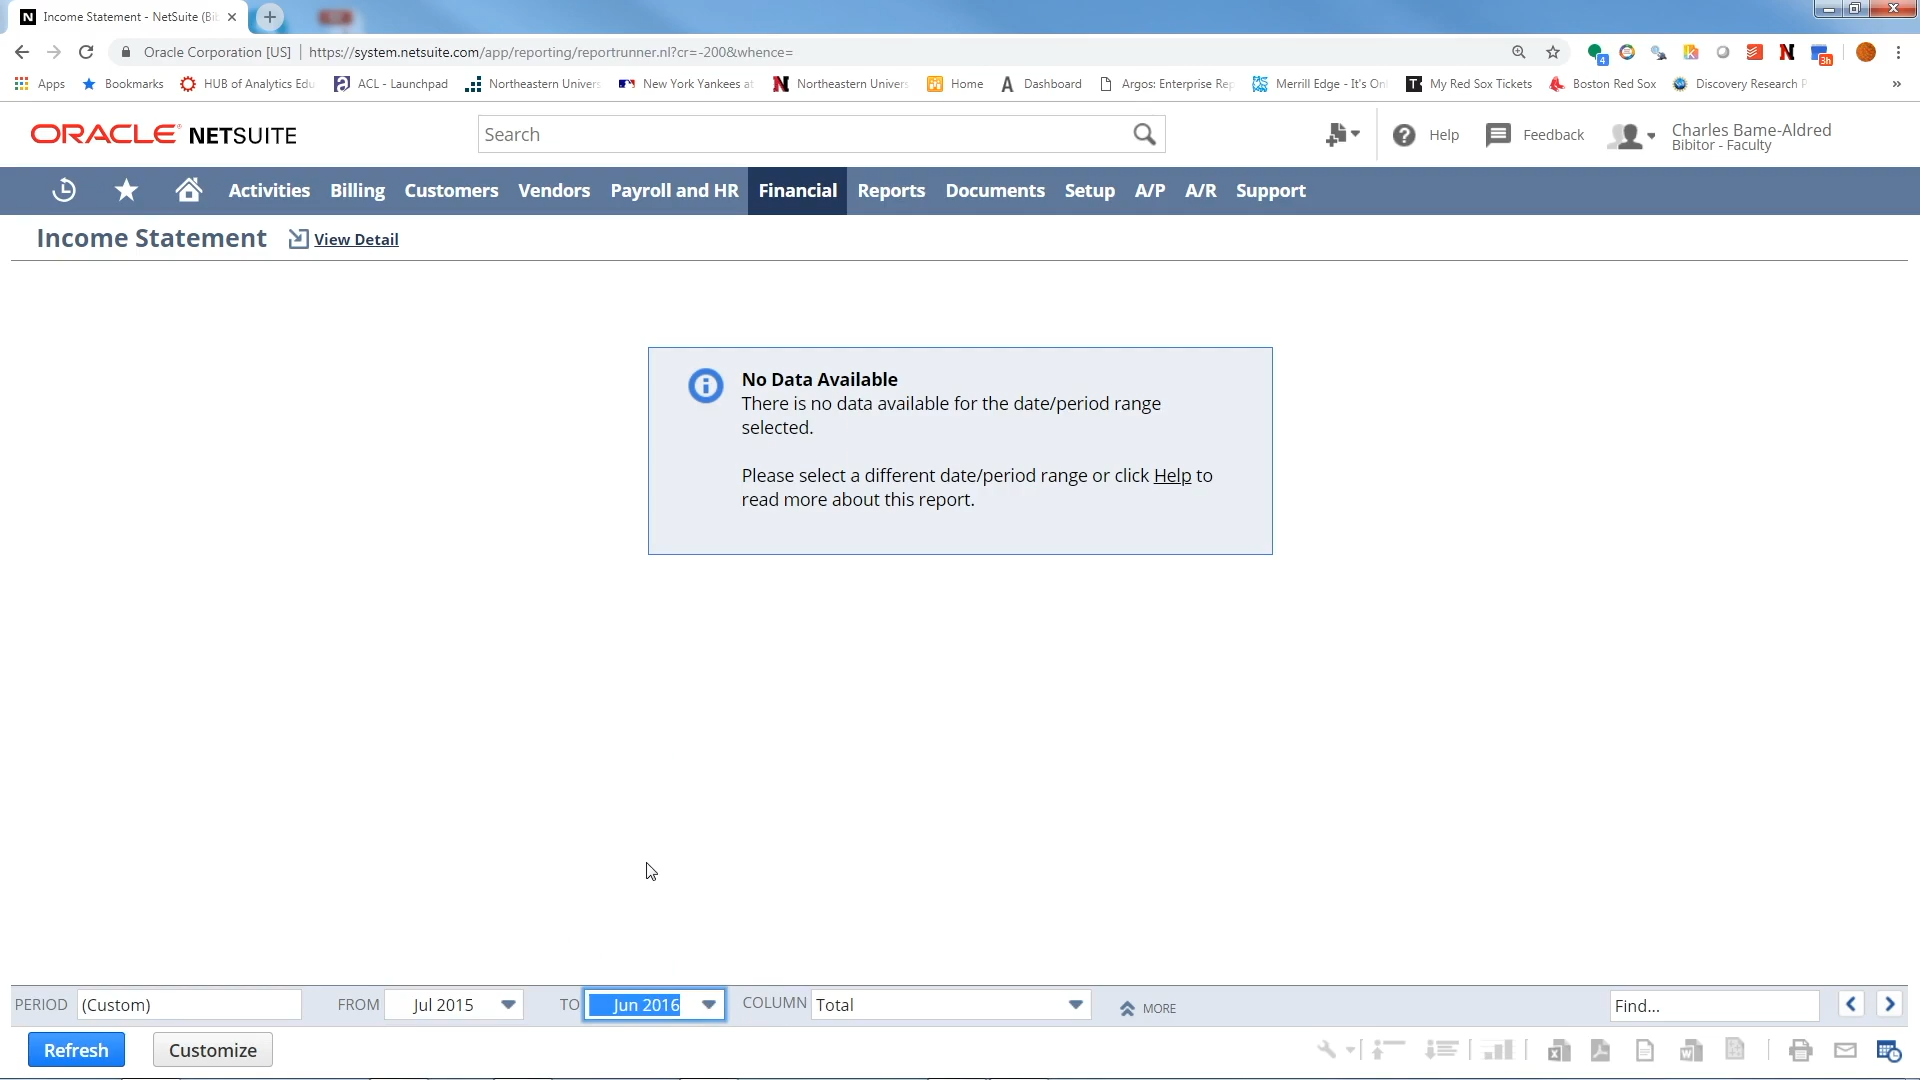 Income Statement - NetSuite (Bib
Oracle Corporation [US] | https://system.netsuite.com/app/reporting/reportrunner.nl?cr=-200&whence=
4
3h
Apps Bookmarks HUB of Analytics Edu ACL - Launchpad Northeastern Univers New York Yankees at Northeastern Univers Home Dashboard Argos: Enterprise Rep Merrill Edge - It's On My Red Sox Tickets Boston Red Sox Discovery Research P »
ORACLE NETSUITE
Search
Help
Feedback
Charles Bame-Aldred
Bibitor - Faculty
Activities Billing Customers Vendors Payroll and HR Financial Reports Documents Setup A/P A/R Support
Income Statement View Detail
No Data Available
There is no data available for the date/period range
selected.
Please select a different date/period range or click Help to
read more about this report.
PERIOD (Custom) FROM Jul 2015 TO Jun 2016 COLUMN Total MORE Find...
Refresh Customize